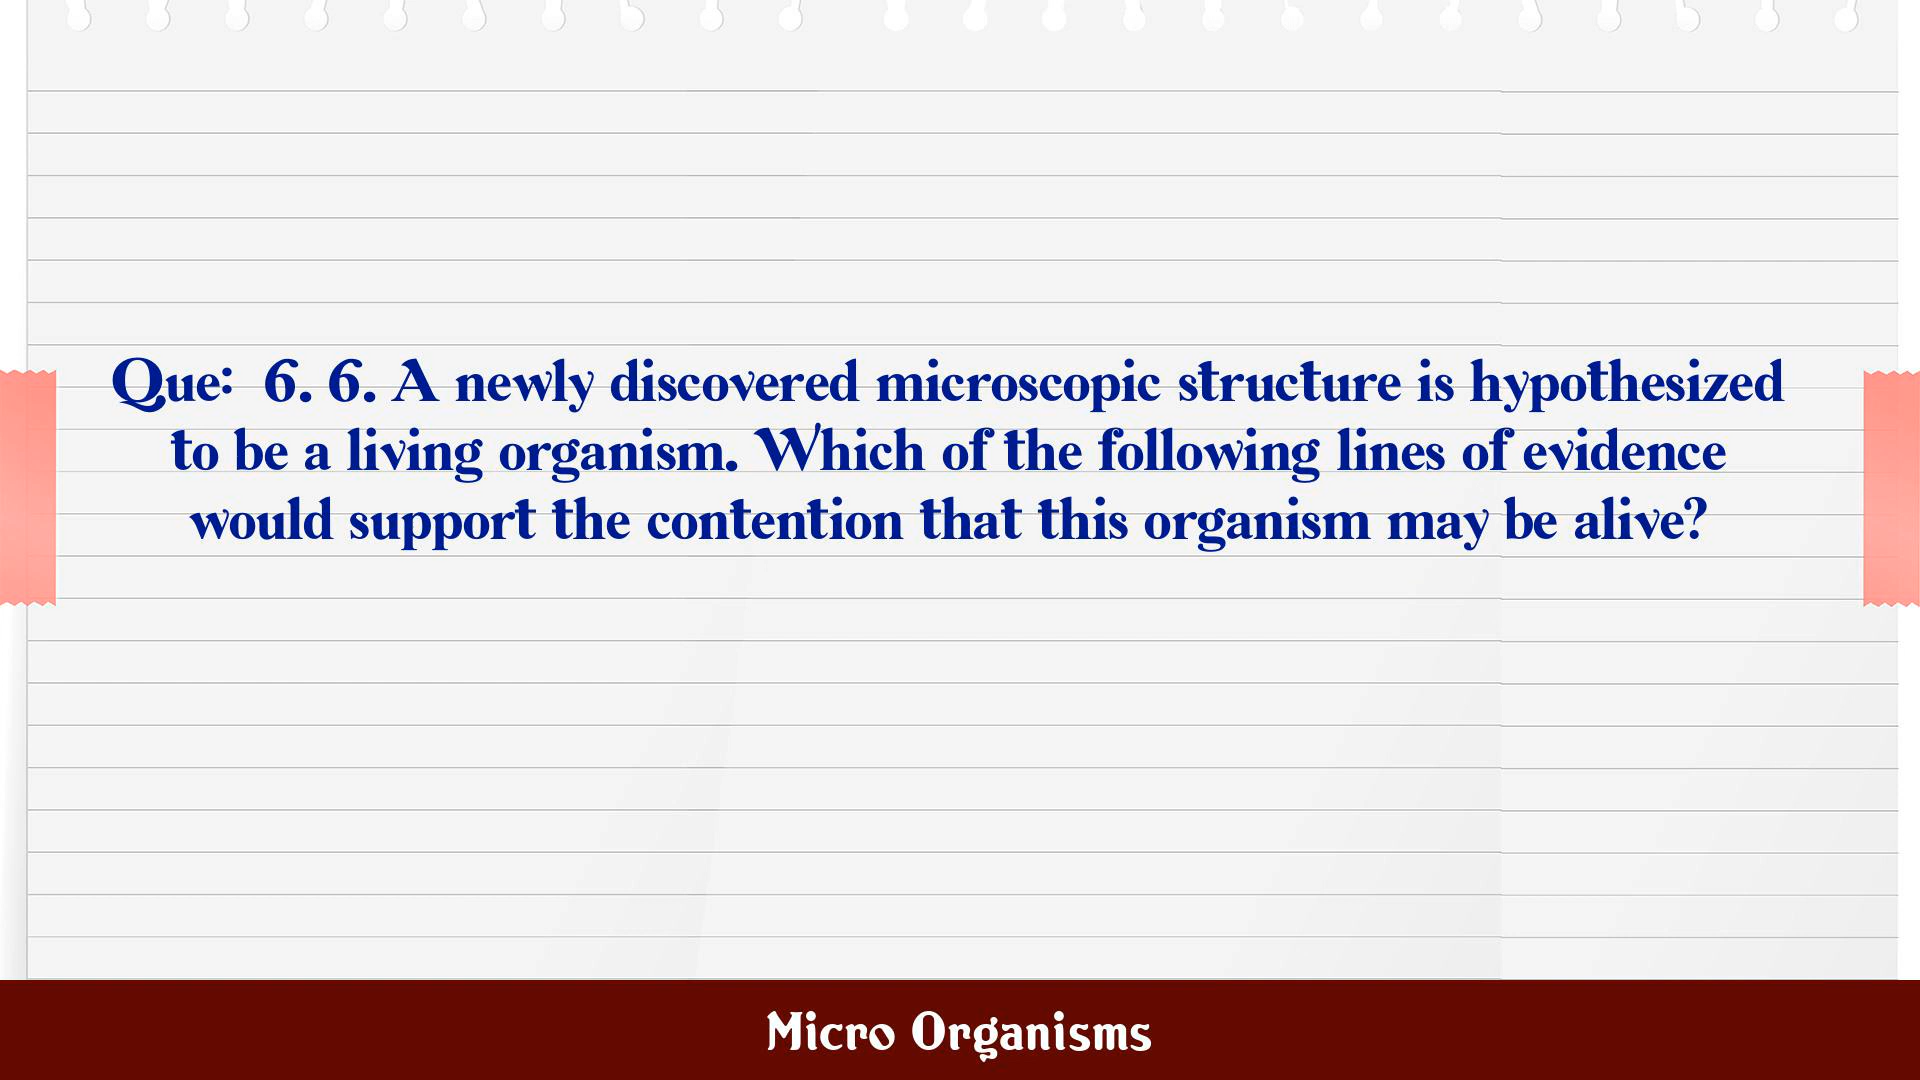 Que: 6. 6. A newly discovered microscopic structure is hypothesized
to be a living organism. Which of the following lines of evidence
would support the contention that this organism may be alive?
Micro Organisms